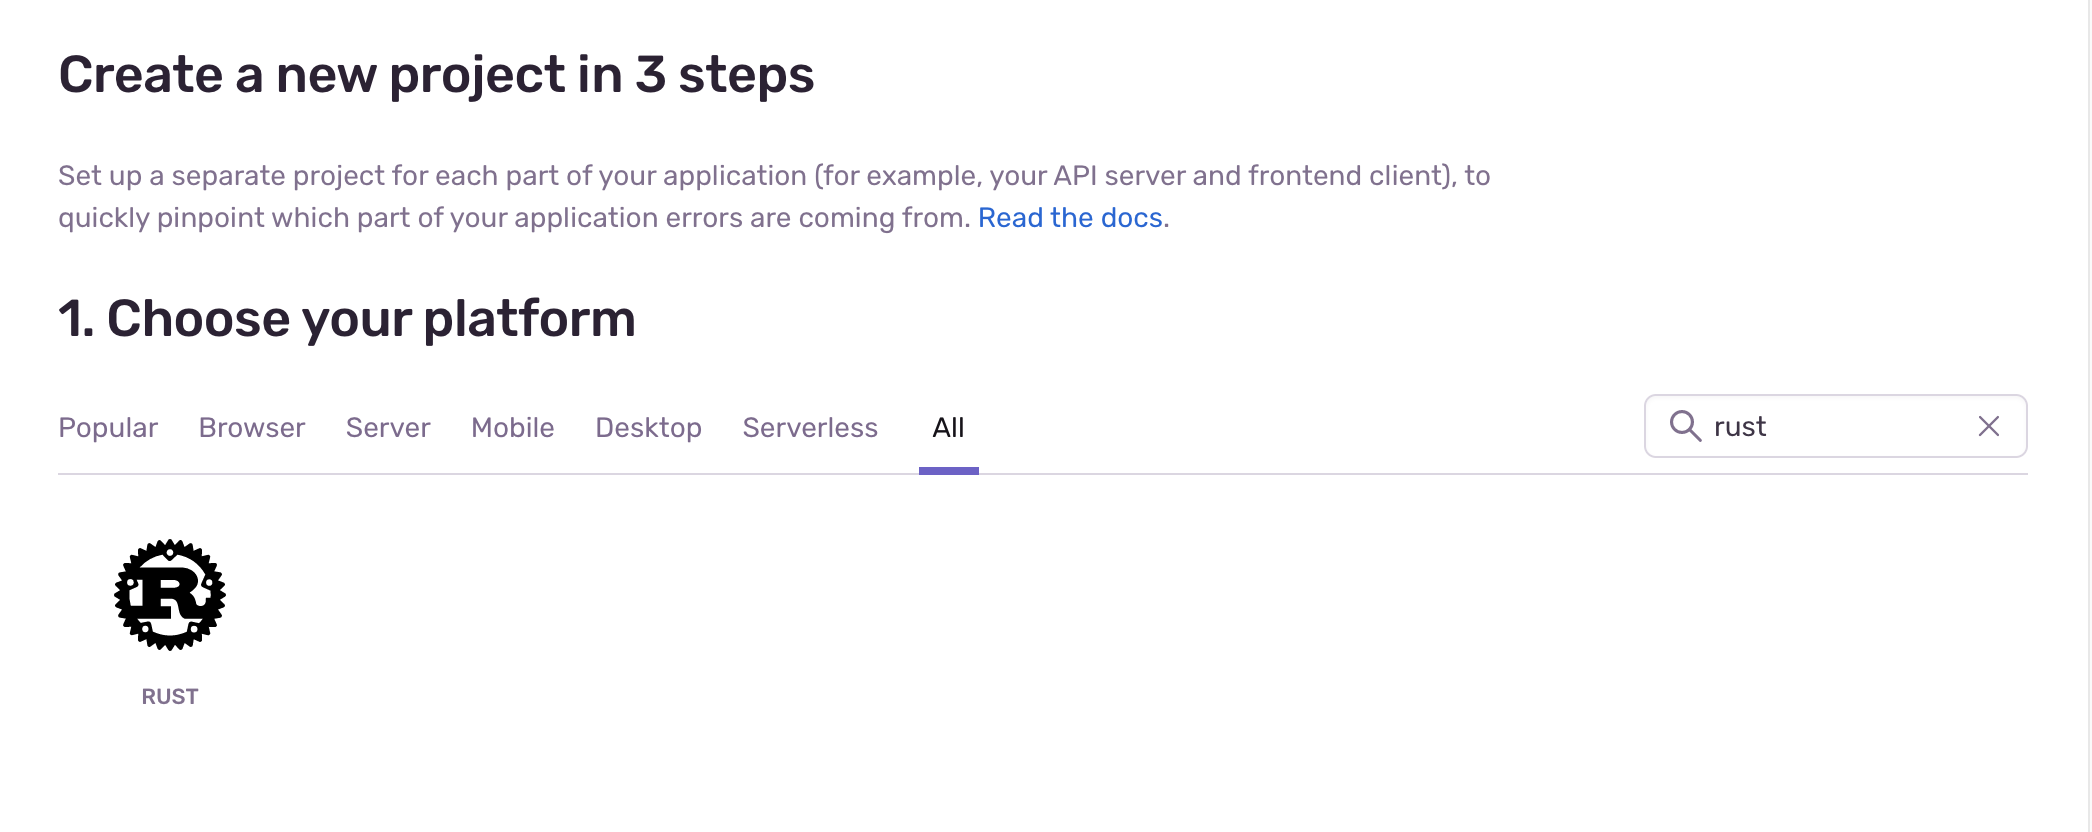 Create a new project in 3 steps
Set up a separate project for each part of your application (for example, your API server and frontend client), to
quickly pinpoint which part of your application errors are coming from. Read the docs.
1. Choose your platform
Popular Browser Server Mobile Desktop Serverless All rust
R
RUST